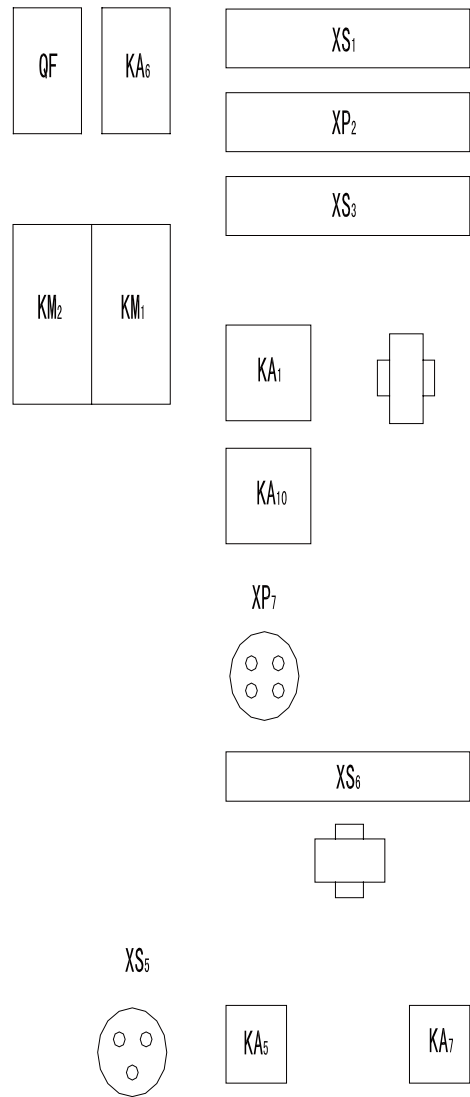 QF KA₆ XS₁
XP₂
XS₃
KM₂ KM₁
KA₁
KA₁₀
XP₇
XS₆
XS₅
KA₅ KA₇